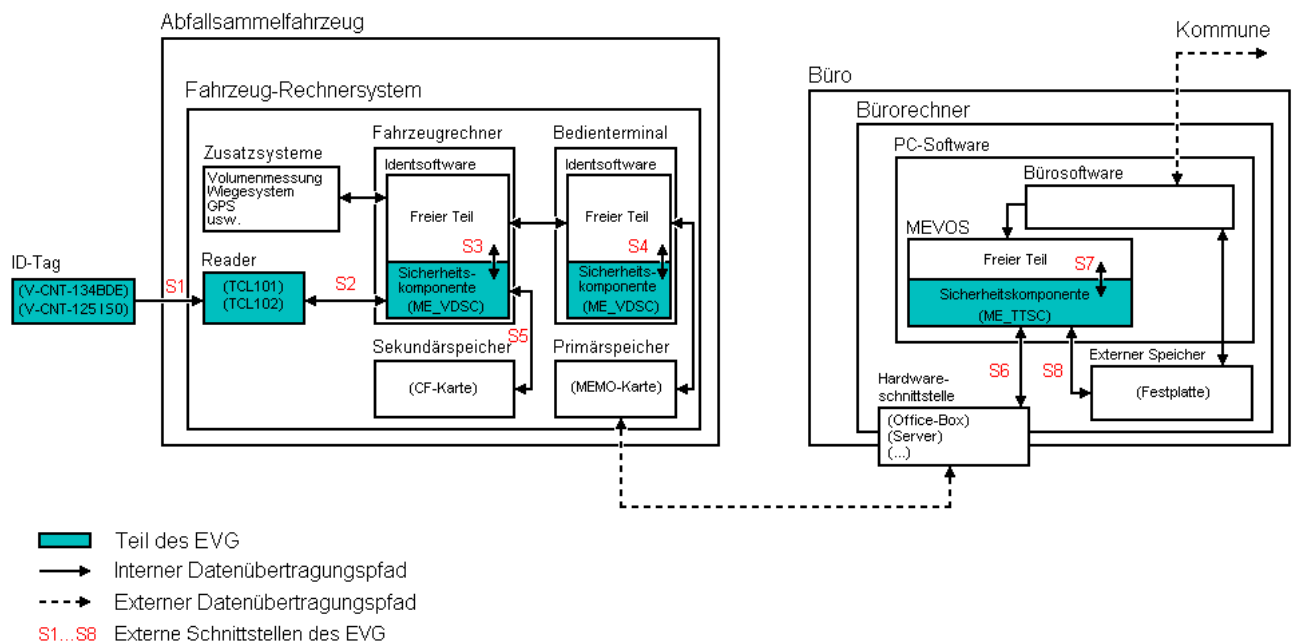 Abfallsammelfahrzeug
Fahrzeug-Rechnersystem
Zusatzsysteme
Volumenmessung
Wiegesystem
GPS
usw.
Fahrzeugrechner
Identsoftware
Freier Teil
S3
Sicherheits-
komponente
(ME_VDSC)
Bedienterminal
Identsoftware
Freier Teil
S4
Sicherheits-
komponente
(ME_VDSC)
ID-Tag
(V-CNT-134BDE)
(V-CNT-125150)
S1
Reader
(TCL101)
(TCL102)
S2
S5
Sekundärspeicher
(CF-Karte)
Primärspeicher
(MEMO-Karte)
Kommune
Büro
Bürorechner
PC-Software
Bürosoftware
MEVOS
Freier Teil
S7
Sicherheitskomponente
(ME_TTSC)
S6
S8
Externer Speicher
(Festplatte)
Hardware-
schnittstelle
(Office-Box)
(Server)
(...)
Teil des EVG
Interner Datenübertragungspfad
Externer Datenübertragungspfad
S1...S8 Externe Schnittstellen des EVG